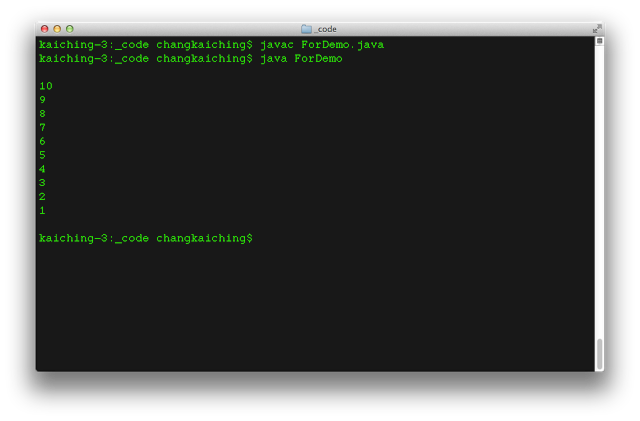 _code
kaiching-3:_code changkaiching$ javac ForDemo.java
kaiching-3:_code changkaiching$ java ForDemo
10
9
8
7
6
5
4
3
2
1
kaiching-3:_code changkaiching$